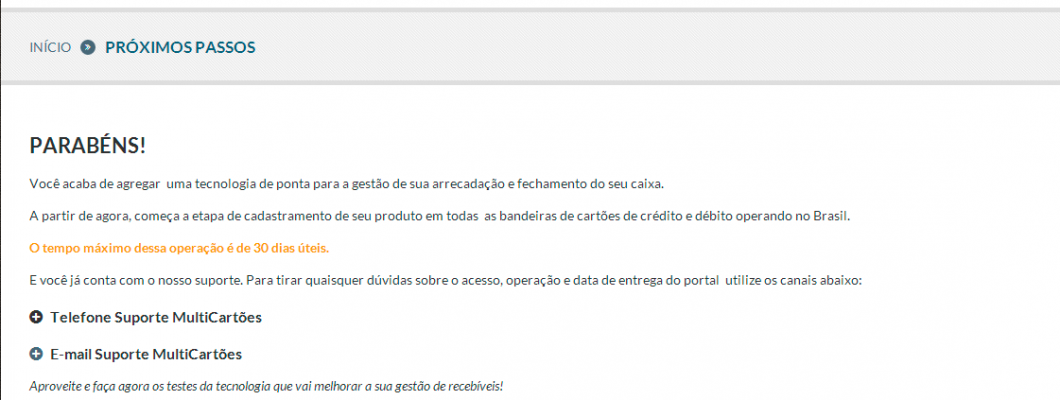 INÍCIO PRÓXIMOS PASSOS
PARABÉNS!
Você acaba de agregar uma tecnologia de ponta para a gestão de sua arrecadação e fechamento do seu caixa.
A partir de agora, começa a etapa de cadastramento de seu produto em todas as bandeiras de cartões de crédito e débito operando no Brasil.
O tempo máximo dessa operação é de 30 dias úteis.
E você já conta com o nosso suporte. Para tirar quaisquer dúvidas sobre o acesso, operação e data de entrega do portal utilize os canais abaixo:
Telefone Suporte MultiCartões
E-mail Suporte MultiCartões
Aproveite e faça agora os testes da tecnologia que vai melhorar a sua gestão de recebíveis!